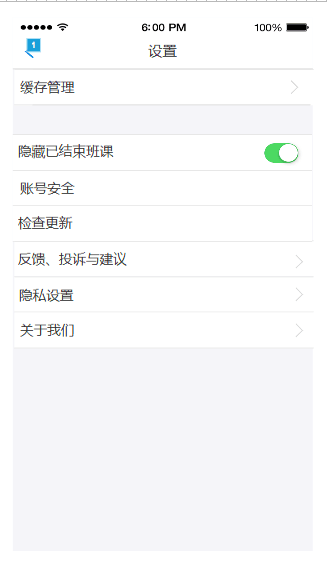 6:00 PM 100%
1
设置
缓存管理
隐藏已结束班课
账号安全
检查更新
反馈、投诉与建议
隐私设置
关于我们